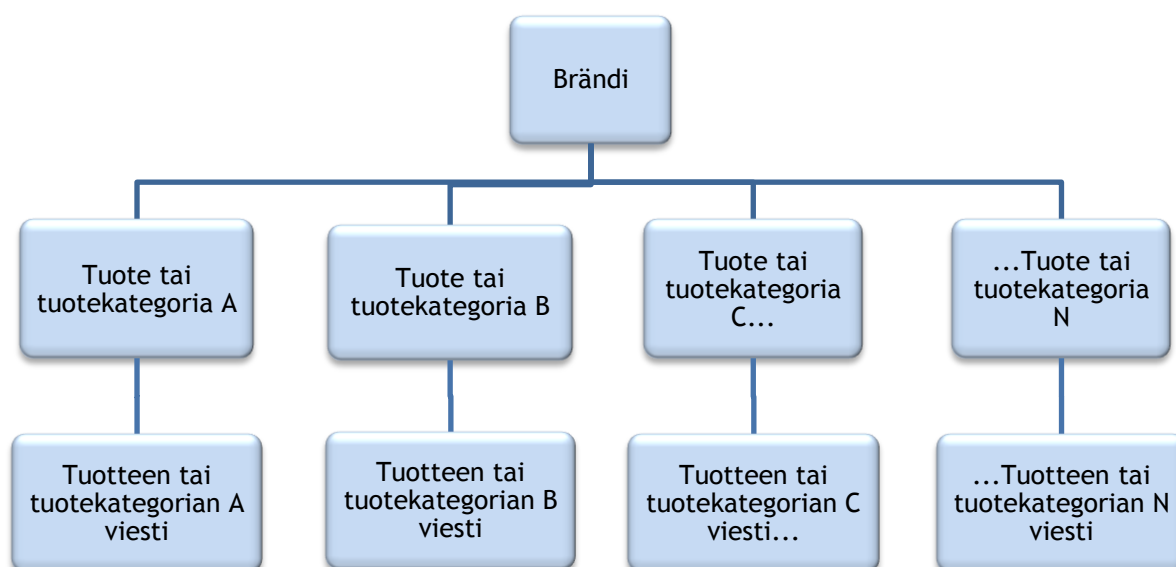 Brändi
Tuote tai
tuotekategoria A
Tuote tai
tuotekategoria B
Tuote tai
tuotekategoria
C...
...Tuote tai
tuotekategoria
N
Tuotteen tai
tuotekategorian A
viesti
Tuotteen tai
tuotekategorian B
viesti
Tuotteen tai
tuotekategorian C
viesti...
...Tuotteen tai
tuotekategorian N
viesti